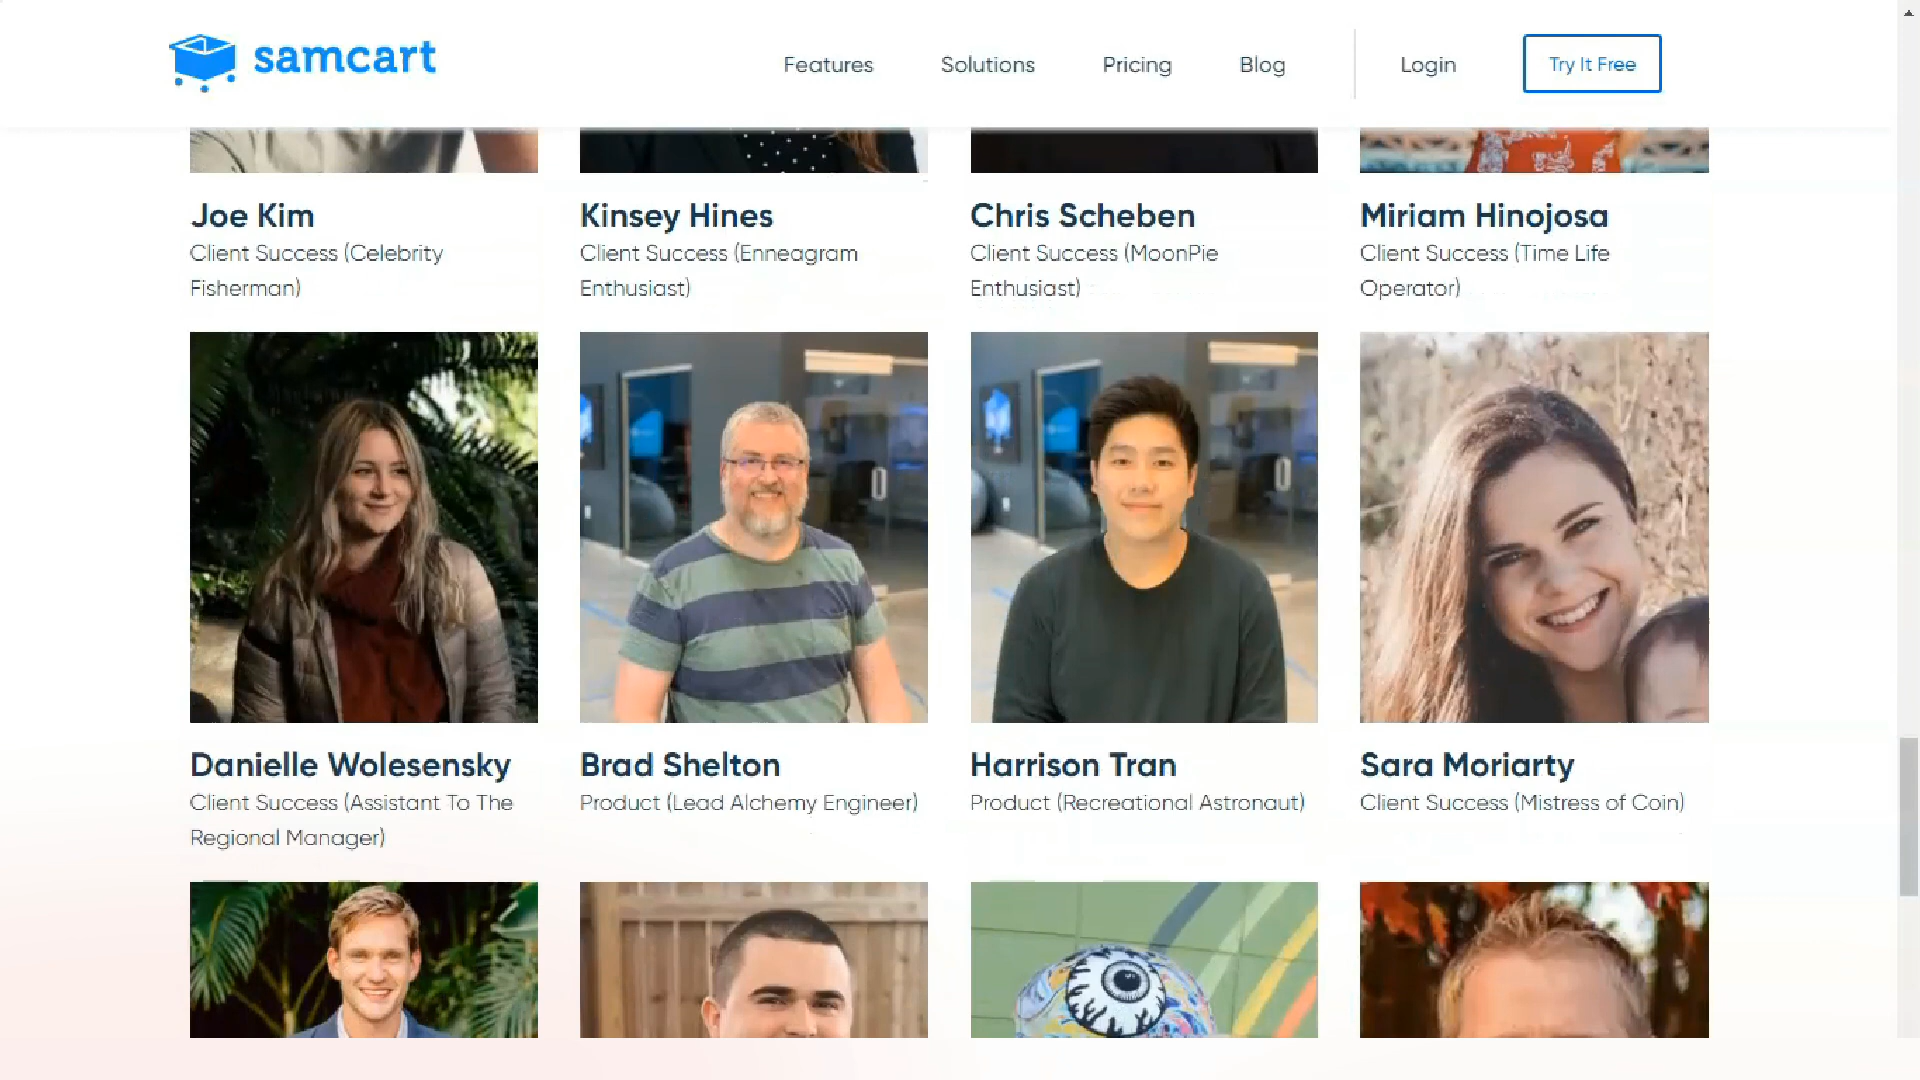 samcart
Features Solutions Pricing Blog Login Try It Free
Joe Kim
Client Success (Celebrity
Fisherman)
Kinsey Hines
Client Success (Enneagram
Enthusiast)
Chris Scheben
Client Success (MoonPie
Enthusiast)
Miriam Hinojosa
Client Success (Time Life
Operator)
Danielle Wolesensky
Client Success (Assistant To The
Regional Manager)
Brad Shelton
Product (Lead Alchemy Engineer)
Harrison Tran
Product (Recreational Astronaut)
Sara Moriarty
Client Success (Mistress of Coin)